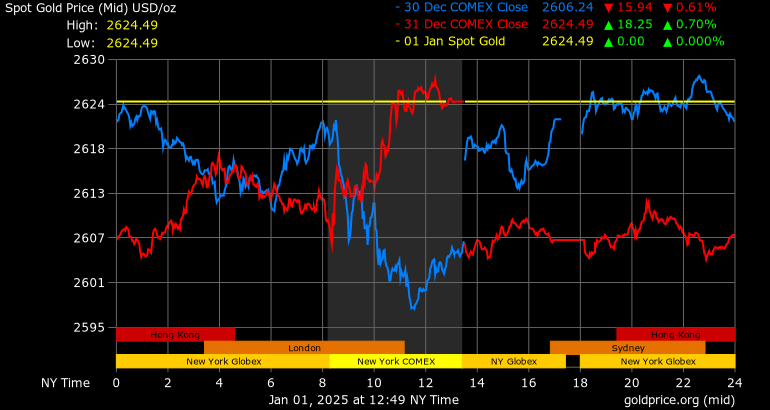 Spot Gold Price (Mid) USD/oz - 30 Dec COMEX Close 2606.24 ▼ 15.94 ▼ 0.61%
High: 2624.49 - 31 Dec COMEX Close 2624.49 ▲ 18.25 ▲ 0.70%
Low: 2624.49 - 01 Jan Spot Gold 2624.49 ▲ 0.00 ▲ 0.000%
2630
2624
2618
2613
2607
2601
2595
Hong Kong Hong Kong
London Sydney
New York Globex New York COMEX NY Globex New York Globex
NY Time 0 2 4 6 8 10 12 14 16 18 20 22 24
Jan 01, 2025 at 12:49 NY Time goldprice.org (mid)